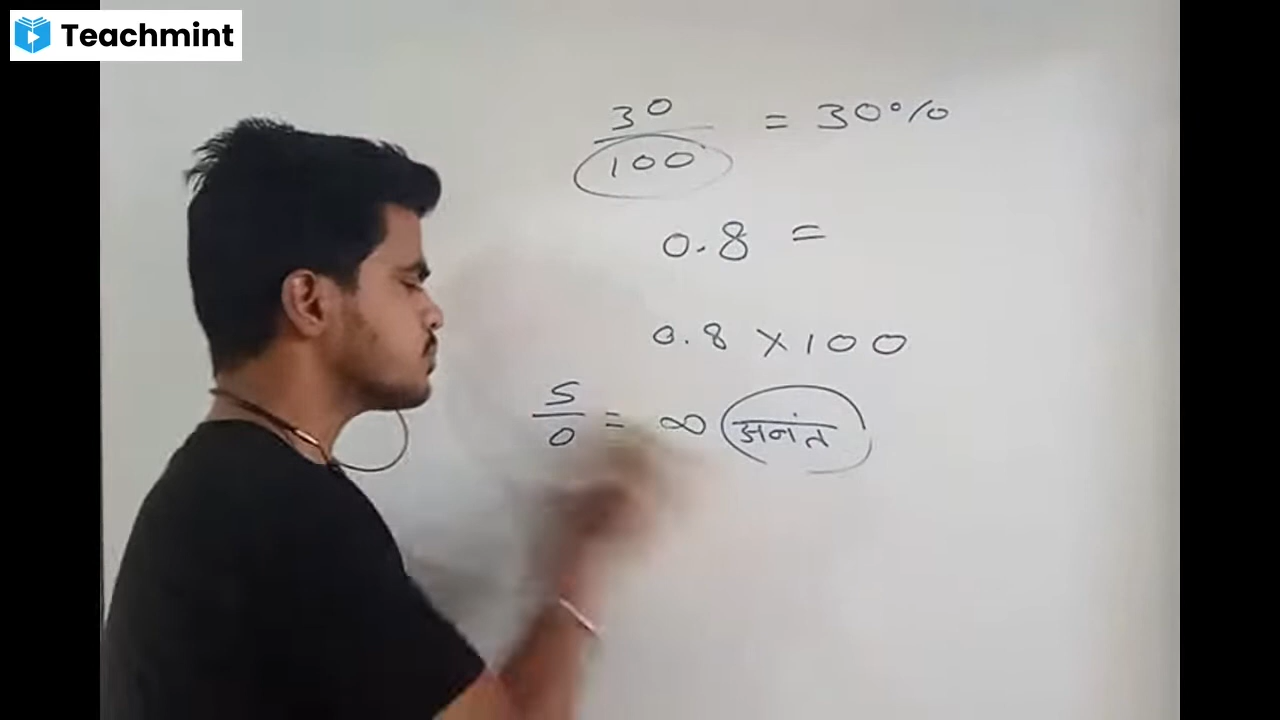 Teachmint
30/100 = 30%
0.8 =
0.8 × 100
5/0 = ∞ अनंत